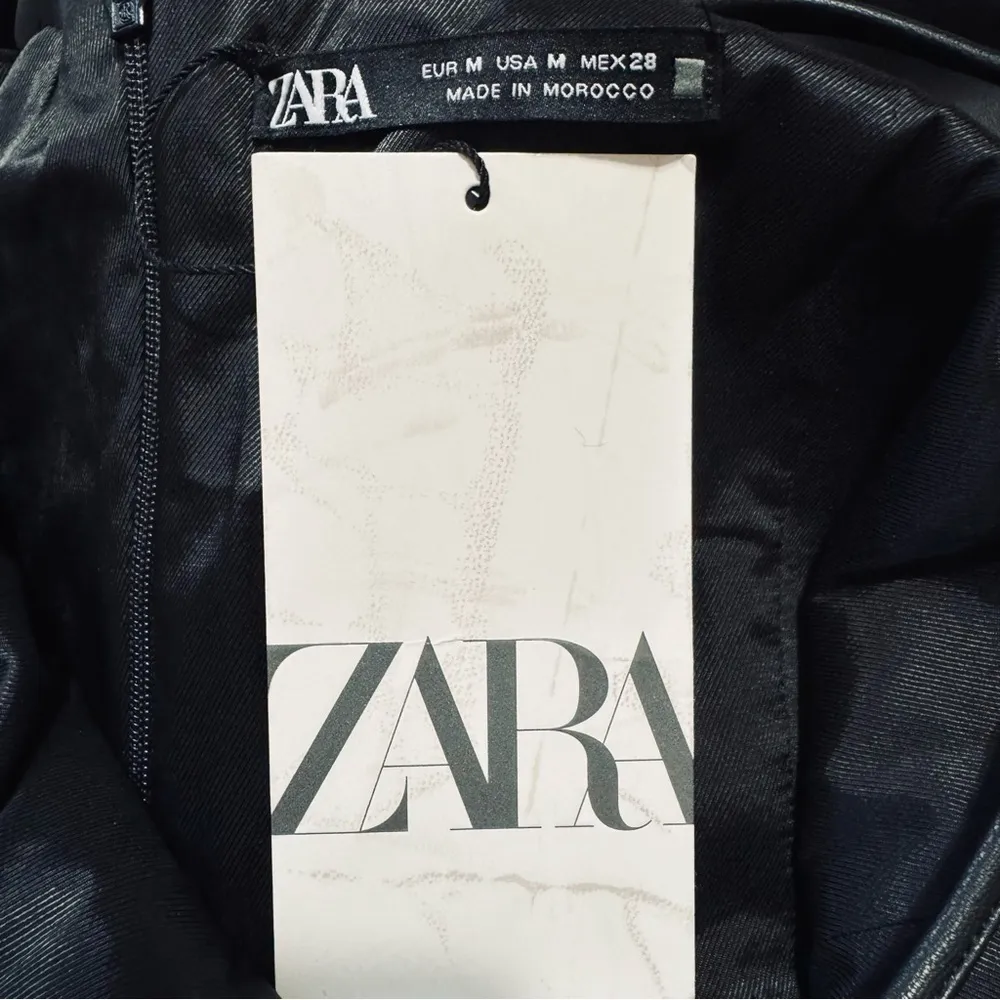 ZARA
EUR M USA M MEX 28
MADE IN MOROCCO
ZARA